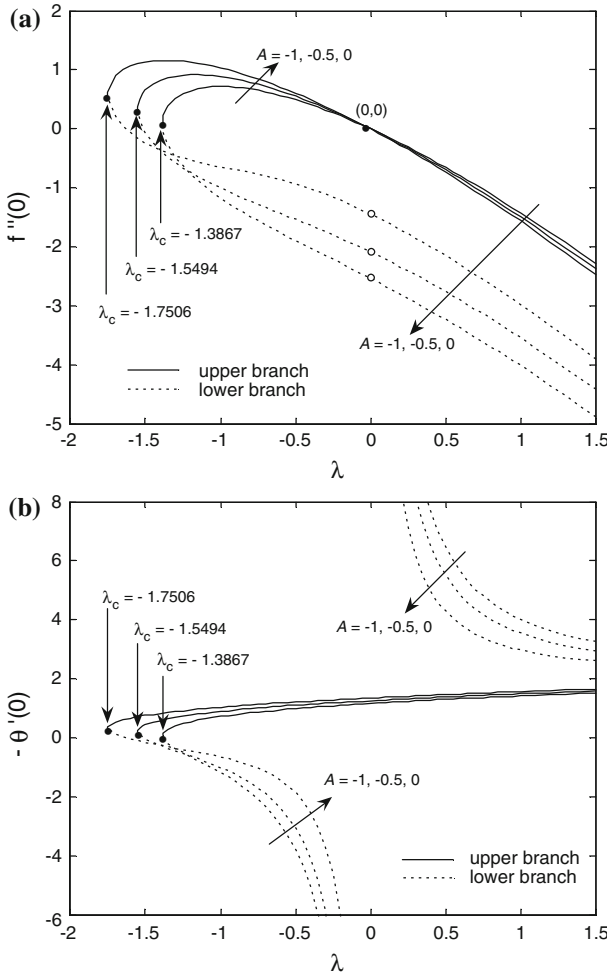 (a)
2
1
0
-1
-2
-3
-4
-5
f ''(0)
A = -1, -0.5, 0
(0,0)
λc = - 1.3867
λc = - 1.5494
λc = - 1.7506
A = -1, -0.5, 0
upper branch
lower branch
-2 -1.5 -1 -0.5 0 0.5 1 1.5
λ
(b)
8
6
4
2
0
-2
-4
-6
- θ '(0)
λc = - 1.7506
λc = - 1.5494
λc = - 1.3867
A = -1, -0.5, 0
A = -1, -0.5, 0
upper branch
lower branch
-2 -1.5 -1 -0.5 0 0.5 1 1.5
λ